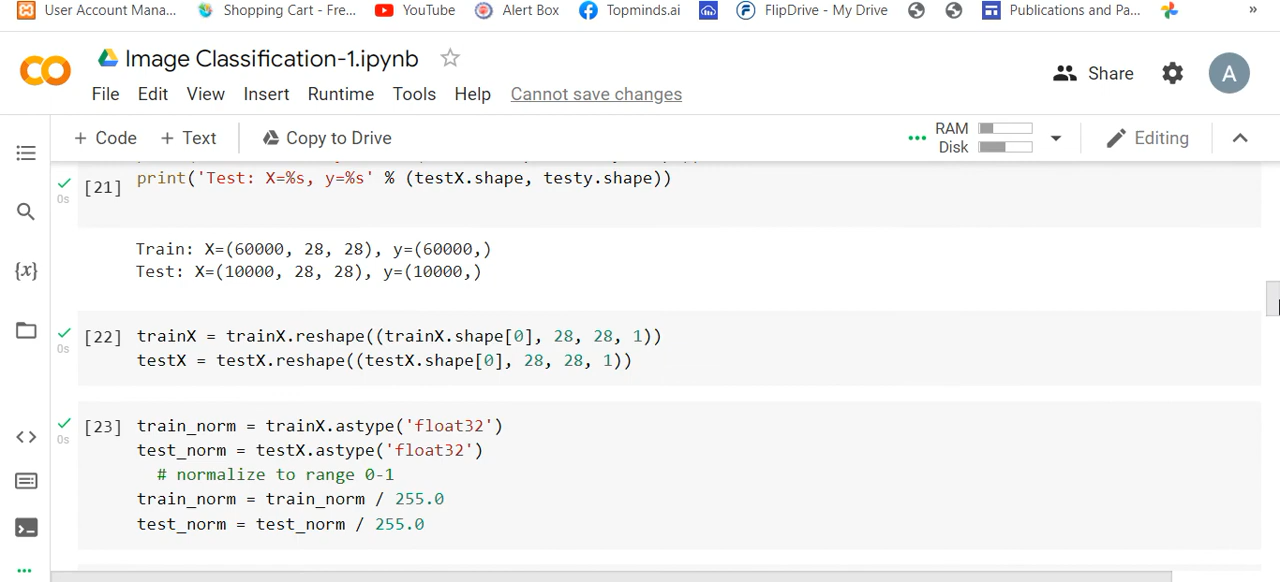 User Account Mana...
Shopping Cart - Fre...
YouTube
Alert Box
Topminds.ai
FlipDrive - My Drive
Publications and Pa...
»
Image Classification-1.ipynb
Share
A
File Edit View Insert Runtime Tools Help Cannot save changes
+ Code + Text Copy to Drive
RAM
Disk
Editing
[21]
0s
print('Test: X=%s, y=%s' % (testX.shape, testy.shape))
Train: X=(60000, 28, 28), y=(60000,)
Test: X=(10000, 28, 28), y=(10000,)
[22]
0s
trainX = trainX.reshape((trainX.shape[0], 28, 28, 1))
testX = testX.reshape((testX.shape[0], 28, 28, 1))
[23]
0s
train_norm = trainX.astype('float32')
test_norm = testX.astype('float32')
# normalize to range 0-1
train_norm = train_norm / 255.0
test_norm = test_norm / 255.0
{x}